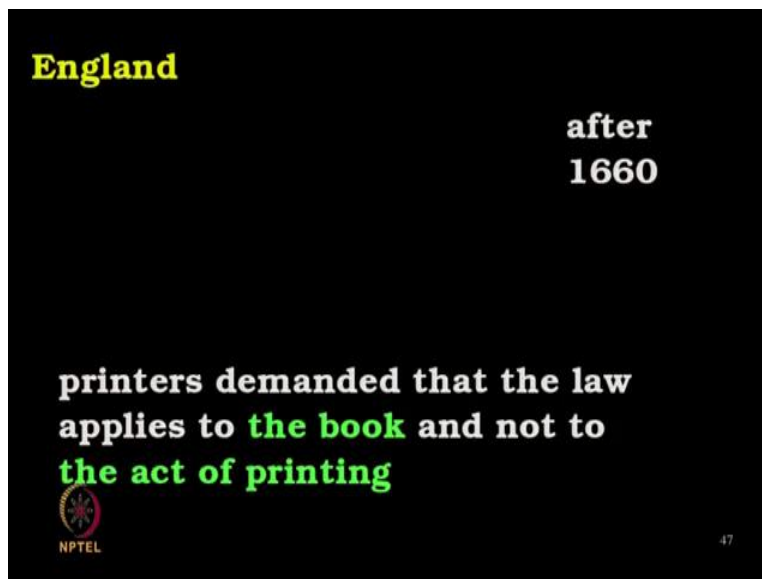 England
after
1660
printers demanded that the law
applies to the book and not to
the act of printing
NPTEL
47